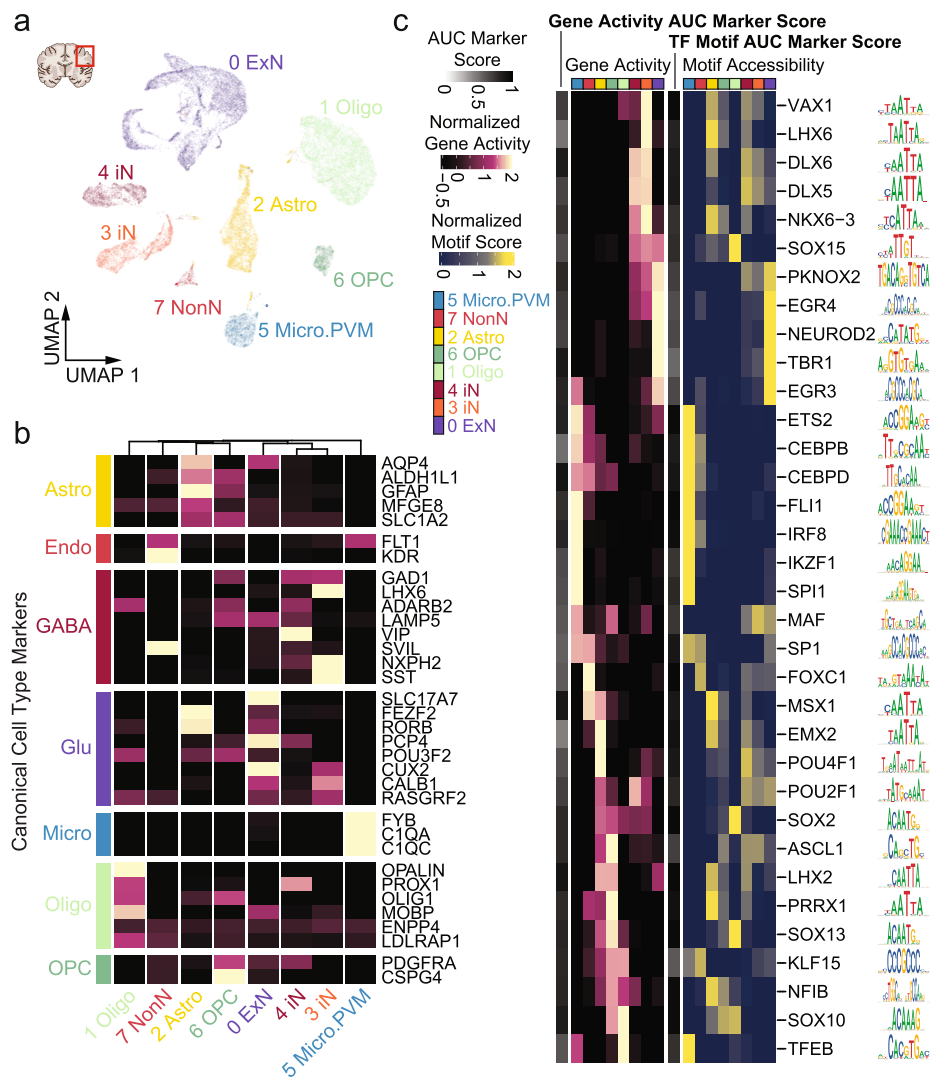 a
0 ExN
1 Oligo
4 iN
2 Astro
3 iN
6 OPC
7 NonN
5 Micro.PVM
UMAP 2
UMAP 1
b
Canonical Cell Type Markers
Astro
AQP4
ALDH1L1
GFAP
MFGE8
SLC1A2
Endo
FLT1
KDR
GABA
GAD1
LHX6
ADARB2
LAMP5
VIP
SVIL
NXPH2
SST
Glu
SLC17A7
FEZF2
RORB
PCP4
POU3F2
CUX2
CALB1
RASGRF2
Micro
FYB
C1QA
C1QC
Oligo
OPALIN
PROX1
OLIG1
MOBP
ENPP4
LDLRAP1
OPC
PDGFRA
CSPG4
1 Oligo
7 NonN
2 Astro
6 OPC
0 ExN
4 iN
3 iN
5 Micro.PVM
c
Gene Activity AUC Marker Score
TF Motif AUC Marker Score
AUC Marker
Score
0
0.5
1
Normalized
Gene Activity
−0.5
1
2
Normalized
Motif Score
0 1 2
5 Micro.PVM
7 NonN
2 Astro
6 OPC
1 Oligo
4 iN
3 iN
0 ExN
Gene Activity
Motif Accessibility
VAX1
LHX6
DLX6
DLX5
NKX6−3
SOX15
PKNOX2
EGR4
NEUROD2
TBR1
EGR3
ETS2
CEBPB
CEBPD
FLI1
IRF8
IKZF1
SPI1
MAF
SP1
FOXC1
MSX1
EMX2
POU4F1
POU2F1
SOX2
ASCL1
LHX2
PRRX1
SOX13
KLF15
NFIB
SOX10
TFEB